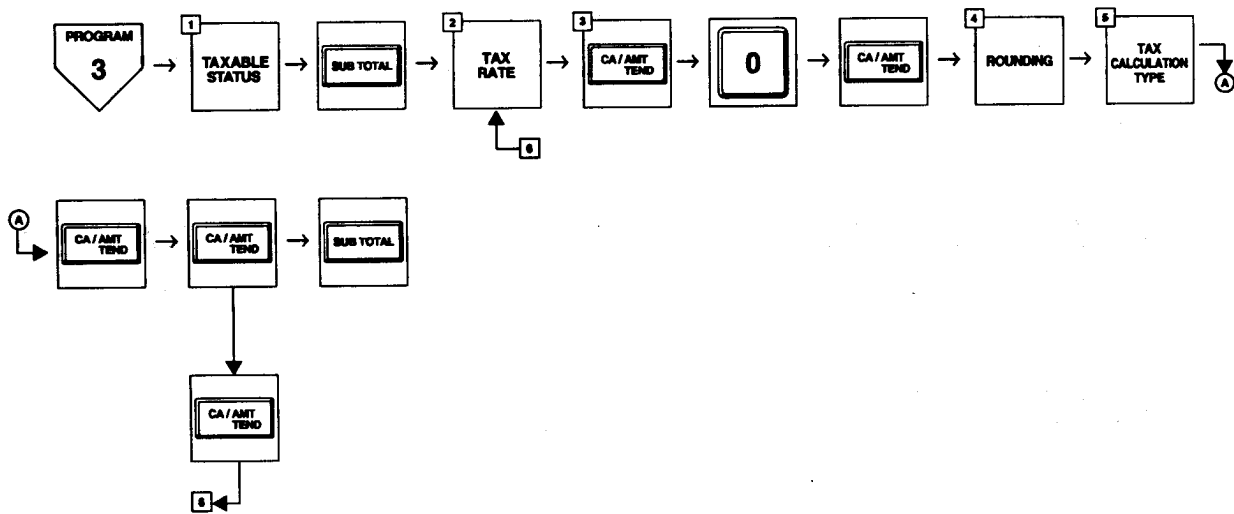 PROGRAM
3
1
TAXABLE
STATUS
SUB TOTAL
2
TAX
RATE
3
CA / AMT
TEND
0
CA / AMT
TEND
4
ROUNDING
5
TAX
CALCULATION
TYPE
A
6
A
CA / AMT
TEND
CA / AMT
TEND
SUB TOTAL
CA / AMT
TEND